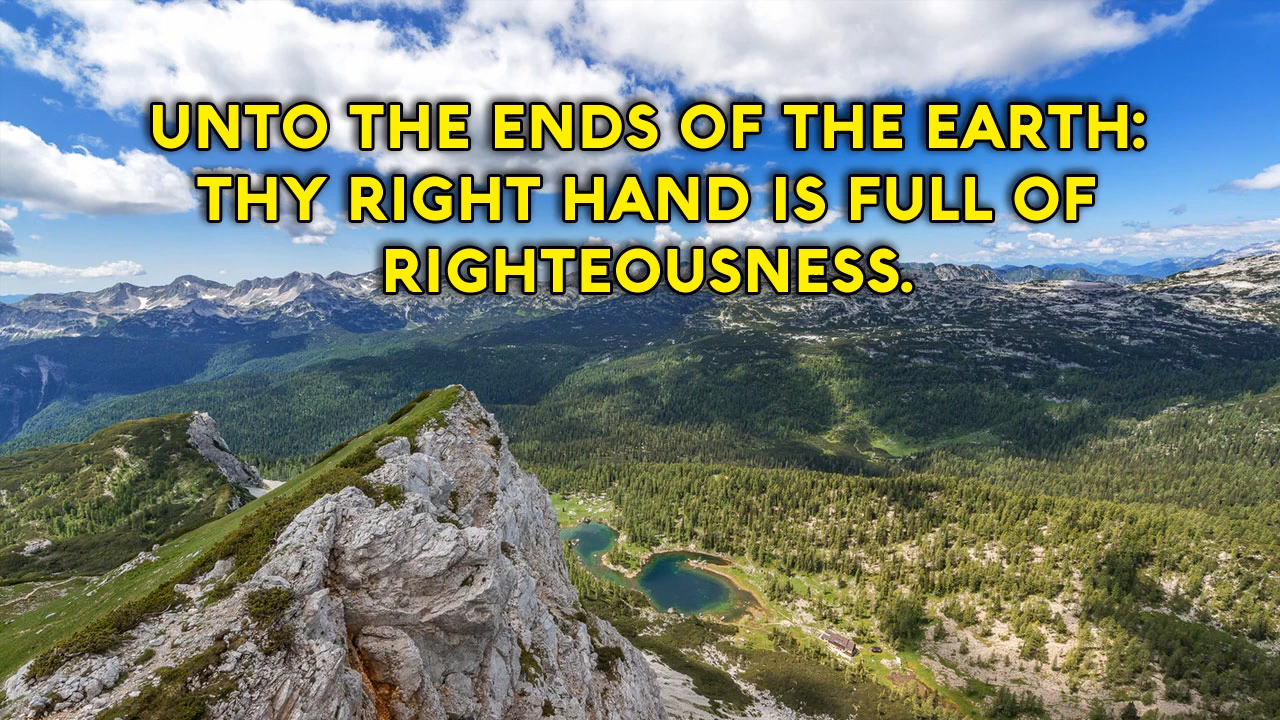 UNTO THE ENDS OF THE EARTH:
THY RIGHT HAND IS FULL OF
RIGHTEOUSNESS.